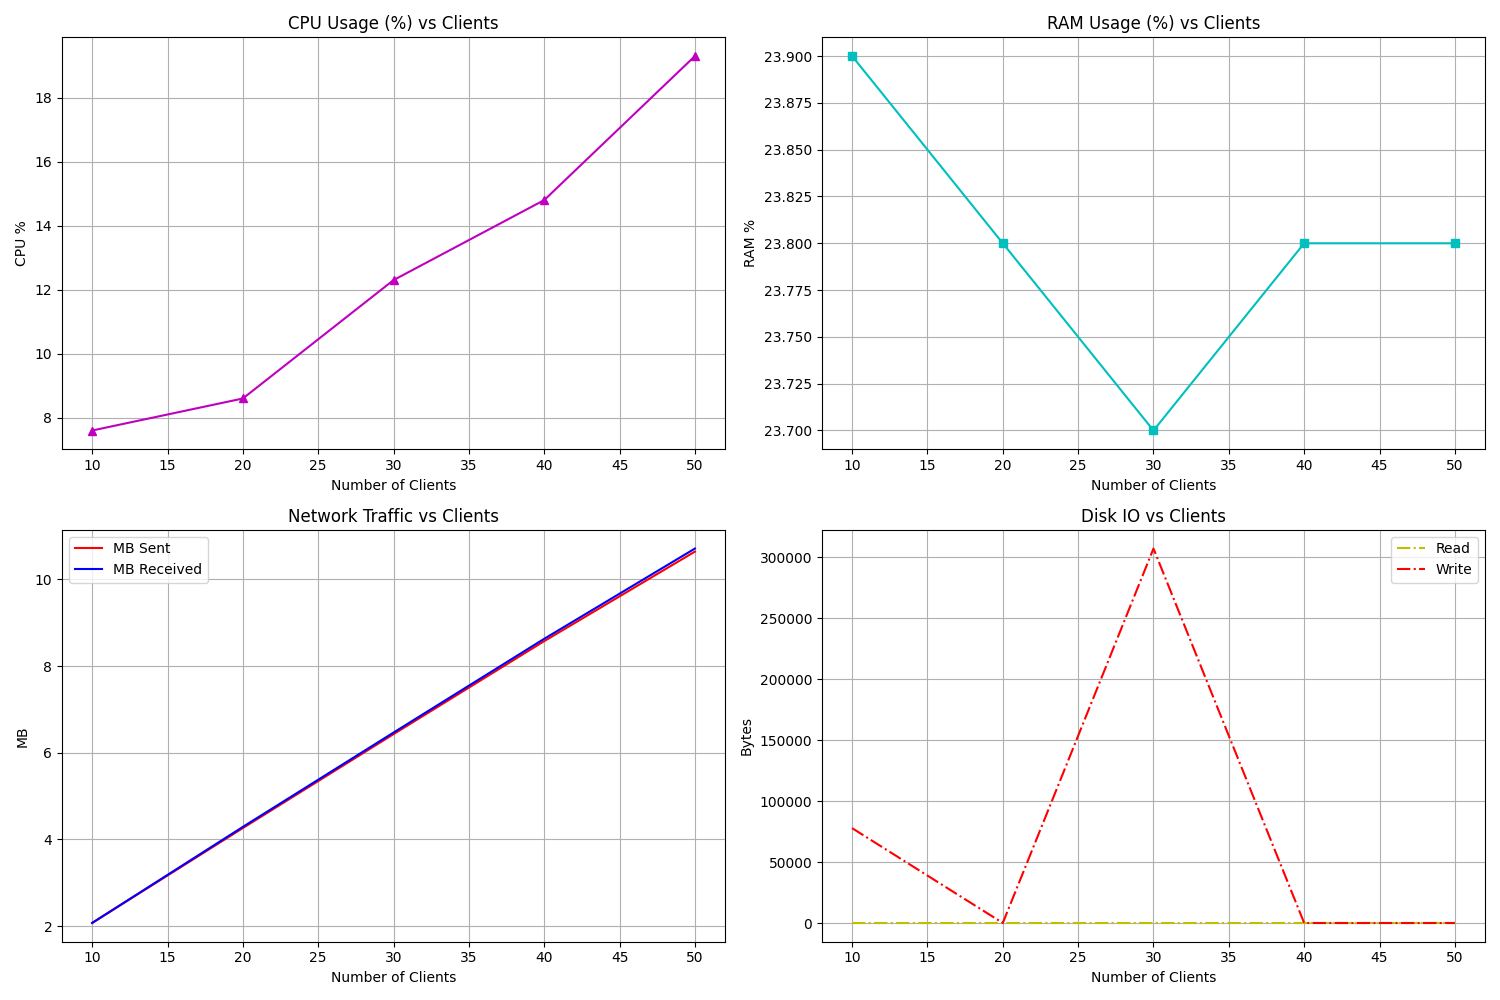 CPU Usage (%) vs Clients
CPU %
18
16
14
12
10
8
10 15 20 25 30 35 40 45 50
Number of Clients
RAM Usage (%) vs Clients
RAM %
23.900
23.875
23.850
23.825
23.800
23.775
23.750
23.725
23.700
10 15 20 25 30 35 40 45 50
Number of Clients
Network Traffic vs Clients
MB Sent
MB Received
MB
10
8
6
4
2
10 15 20 25 30 35 40 45 50
Number of Clients
Disk IO vs Clients
Read
Write
Bytes
300000
250000
200000
150000
100000
50000
0
10 15 20 25 30 35 40 45 50
Number of Clients